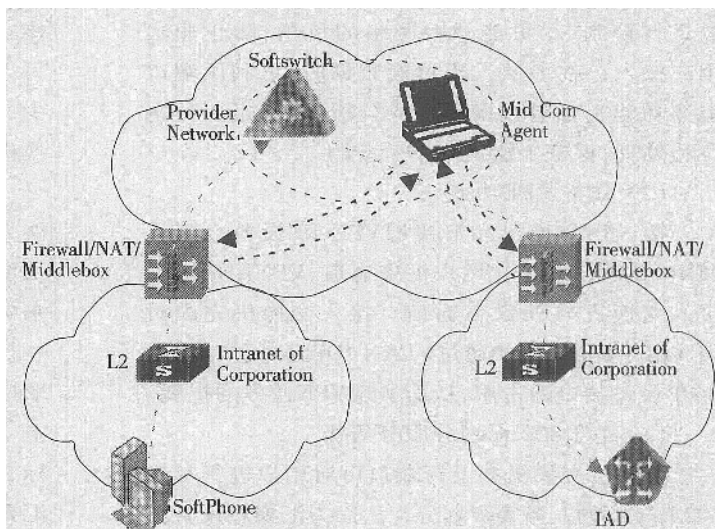 Softswitch
Provider
Network
Mid Com
Agent
Firewall/NAT/
Middlebox
Firewall/NAT/
Middlebox
L2
Intranet of
Corporation
L2
Intranet of
Corporation
SoftPhone
IAD